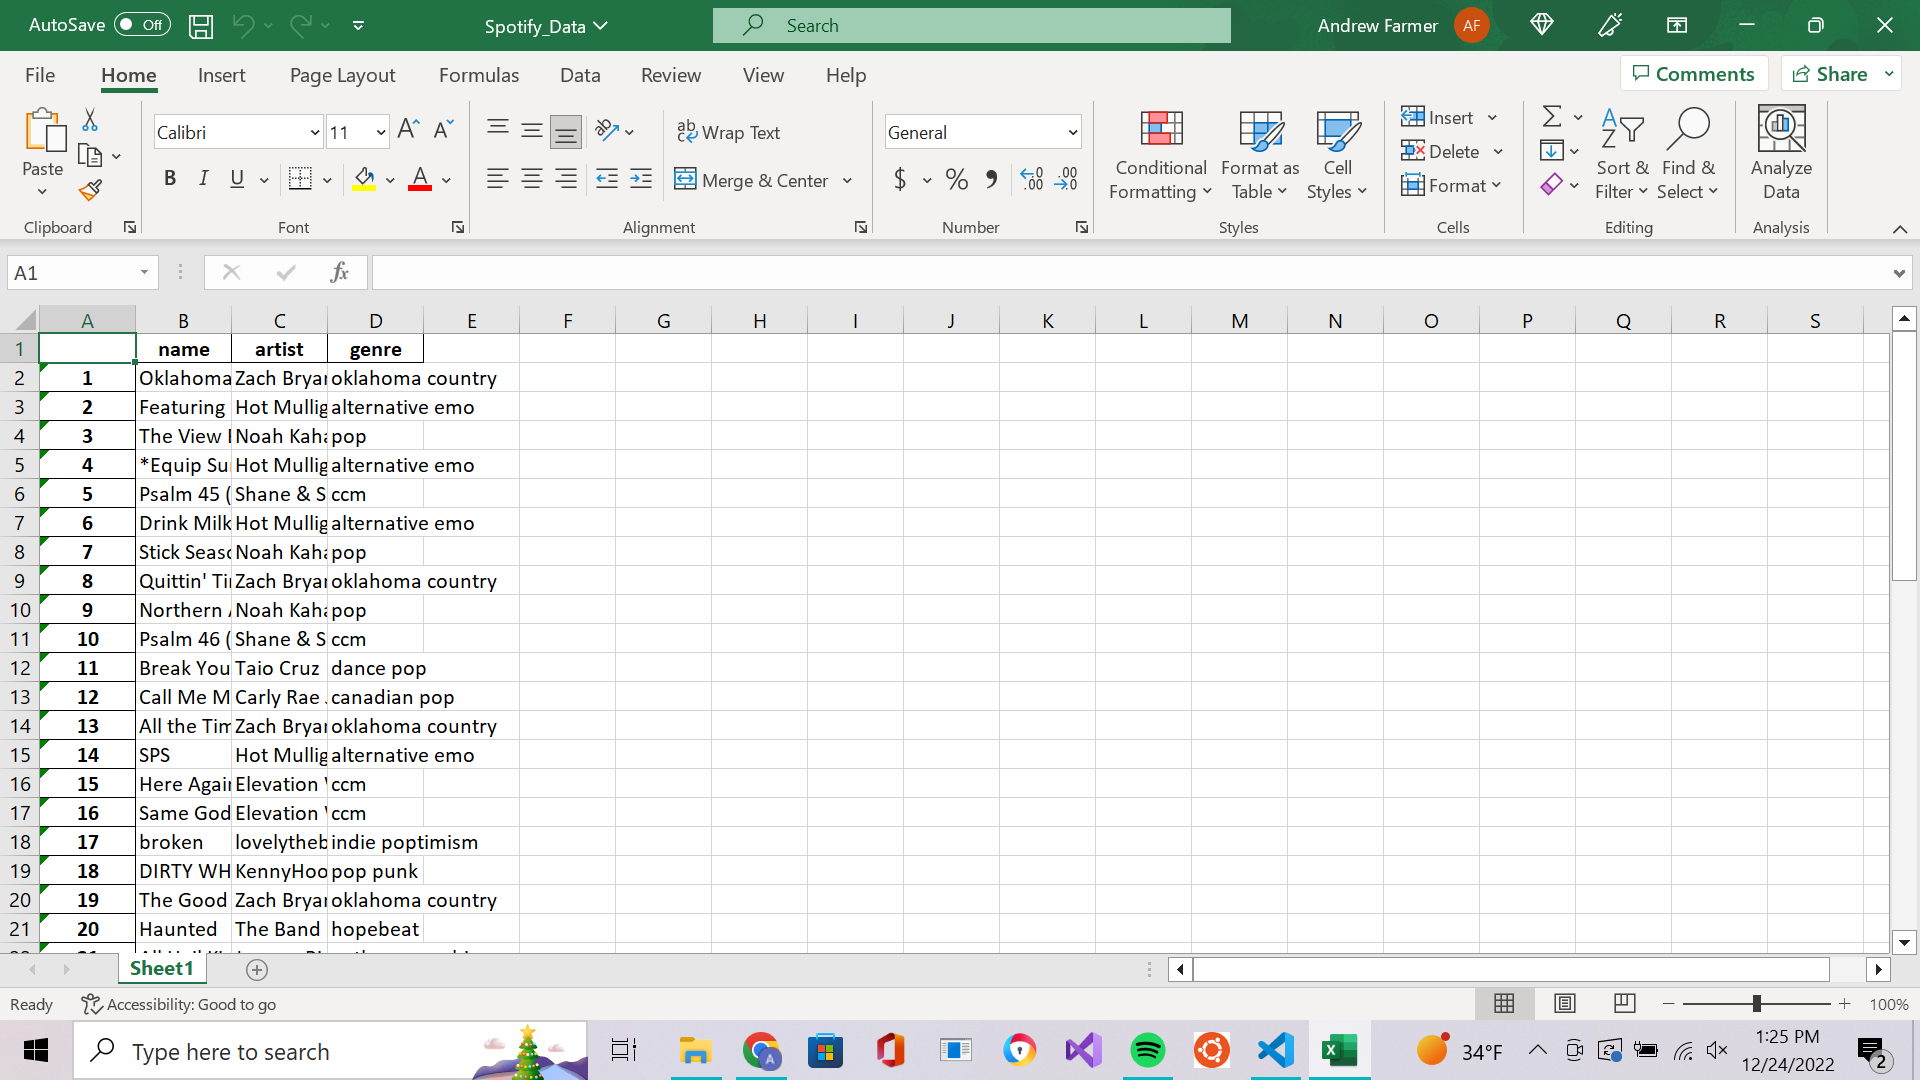 AutoSave Off Spotify_Data Search Andrew Farmer AF
File Home Insert Page Layout Formulas Data Review View Help Comments Share
Calibri 11 ab Wrap Text General Insert
Paste Conditional Format as Cell Delete Sort & Find & Analyze
B I U A Merge & Center $ % Formatting Table Styles Format Filter Select Data
Clipboard Font Alignment Number Styles Cells Editing Analysis
A1 fx
A B C D E F G H I J K L M N O P Q R S
1 name artist genre
2 1 Oklahoma Zach Bryan oklahoma country
3 2 Featuring Hot Mullig alternative emo
4 3 The View Noah Kaha pop
5 4 *Equip Su Hot Mullig alternative emo
6 5 Psalm 45 ( Shane & S ccm
7 6 Drink Milk Hot Mullig alternative emo
8 7 Stick Seaso Noah Kaha pop
9 8 Quittin' Ti Zach Bryan oklahoma country
10 9 Northern Noah Kaha pop
11 10 Psalm 46 ( Shane & S ccm
12 11 Break You Taio Cruz dance pop
13 12 Call Me M Carly Rae canadian pop
14 13 All the Tim Zach Bryan oklahoma country
15 14 SPS Hot Mullig alternative emo
16 15 Here Again Elevation ccm
17 16 Same God Elevation ccm
18 17 broken lovelytheb indie poptimism
19 18 DIRTY WH KennyHoo pop punk
20 19 The Good Zach Bryan oklahoma country
21 20 Haunted The Band hopebeat
Sheet1
Ready Accessibility: Good to go 100%
Type here to search 34°F 1:25 PM
12/24/2022 2